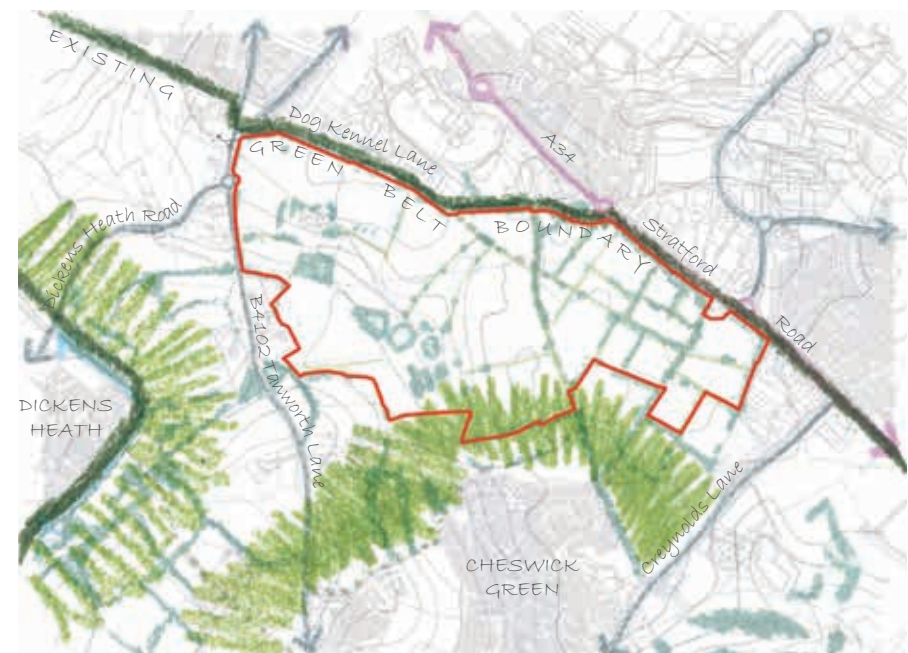 EXISTING
Dog Kennel Lane
GREEN BELT BOUNDARY
A34
Stratford Road
Dickens Heath Road
B4102 Tanworth Lane
DICKENS
HEATH
CHESWICK
GREEN
Creynolds Lane